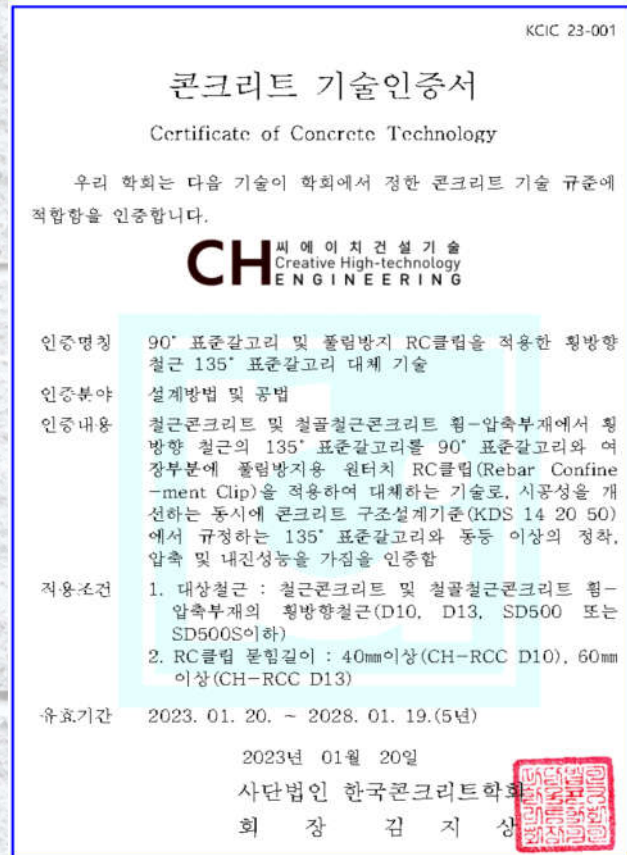 KCIC 23-001
콘크리트 기술인증서
Certificate of Concrete Technology
우리 학회는 다음 기술이 학회에서 정한 콘크리트 기술 규준에
적합함을 인증합니다.
CH 씨에이치건설기술
Creative High-technology
ENGINEERING
인증명칭 90° 표준갈고리 및 풀림방지 RC클립을 적용한 횡방향
철근 135° 표준갈고리 대체 기술
인증분야 설계방법 및 공법
인증내용 철근콘크리트 및 철골철근콘크리트 휨-압축부재에서 횡
방향 철근의 135° 표준갈고리를 90° 표준갈고리와 여
장부분에 풀림방지용 원터치 RC클립(Rebar Confine
-ment Clip)을 적용하여 대체하는 기술로, 시공성을 개
선하는 동시에 콘크리트 구조설계기준(KDS 14 20 50)
에서 규정하는 135° 표준갈고리와 동등 이상의 정착,
압축 및 내진성능을 가짐을 인증함
적용조건 1. 대상철근 : 철근콘크리트 및 철골철근콘크리트 휨-
압축부재의 횡방향철근(D10, D13, SD500 또는
SD500S이하)
2. RC클립 묻힘길이 : 40㎜이상(CH-RCC D10), 60㎜
이상(CH-RCC D13)
유효기간 2023. 01. 20. ~ 2028. 01. 19.(5년)
2023년 01월 20일
사단법인 한국콘크리트학회
회 장 김 지 상